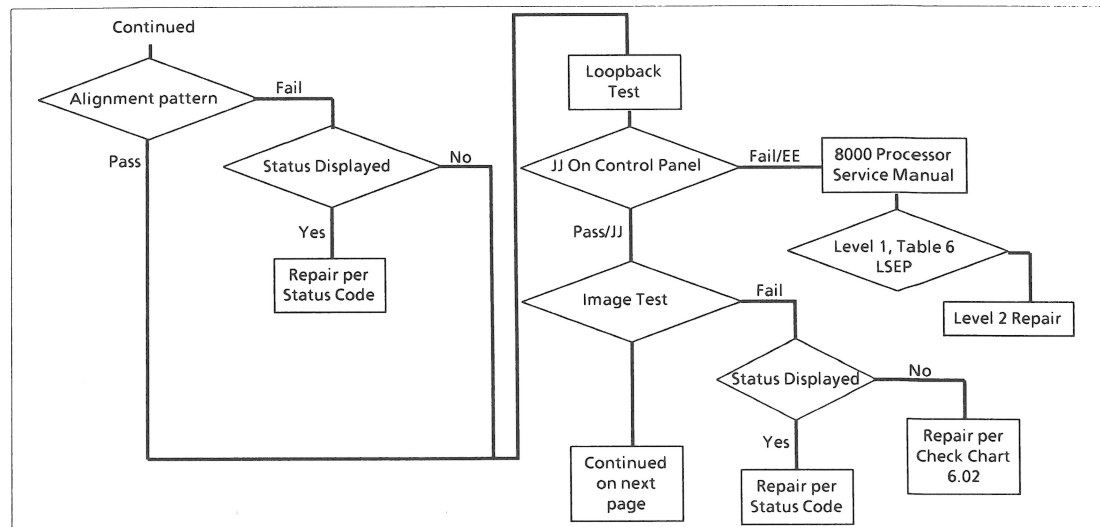 Continued
Alignment pattern
Fail
Pass
Status Displayed
No
Yes
Repair per
Status Code
Loopback
Test
JJ On Control Panel
Fail/EE
8000 Processor
Service Manual
Pass/JJ
Level 1, Table 6
LSEP
Level 2 Repair
Image Test
Fail
Status Displayed
No
Yes
Continued
on next
page
Repair per
Status Code
Repair per
Check Chart
6.02